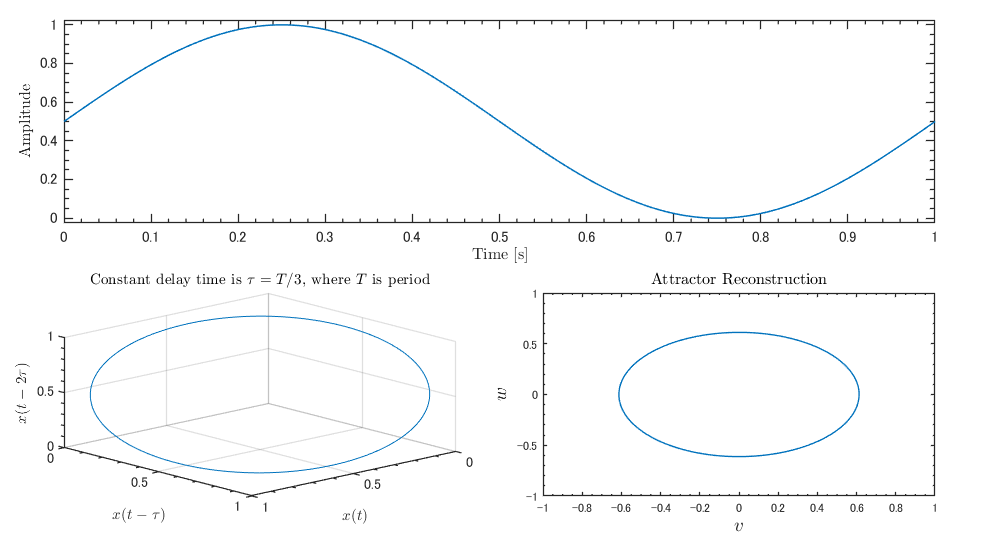 Amplitude
1
0.8
0.6
0.4
0.2
0
0 0.1 0.2 0.3 0.4 0.5 0.6 0.7 0.8 0.9 1
Time [s]
Constant delay time is τ = T/3, where T is period
x(t − 2τ)
1
0.5
0
0 0.5 1
x(t − τ)
1 0.5 0
x(t)
Attractor Reconstruction
w
1
0.5
0
−0.5
−1
−1 −0.8 −0.6 −0.4 −0.2 0 0.2 0.4 0.6 0.8 1
v